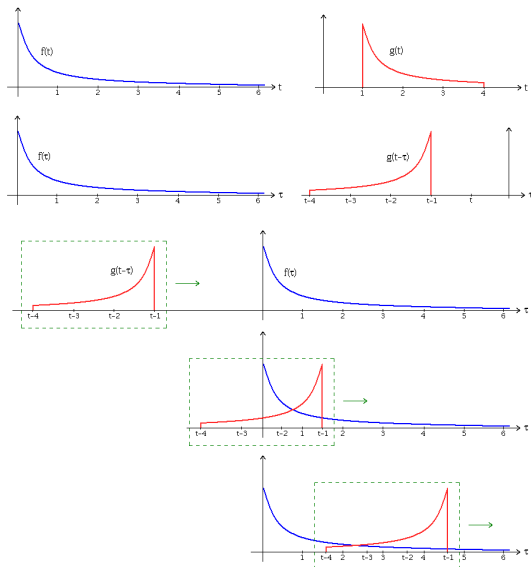 f(t)
1 2 3 4 5 6 t
g(t)
1 2 3 4 t
f(τ)
1 2 3 4 5 6 τ
g(t-τ)
t-4 t-3 t-2 t-1 t τ
g(t-τ)
t-4 t-3 t-2 t-1
f(τ)
1 2 3 4 5 6 τ
t-4 t-3 t-2 1 t-1 2 3 4 5 6 τ
1 t-4 2 t-3 3 t-2 4 t-1 5 6 τ